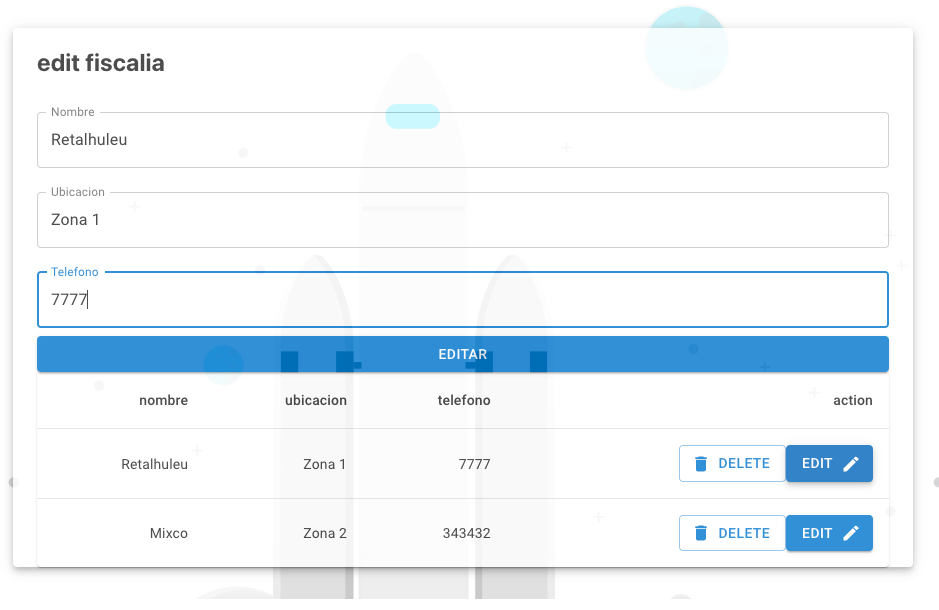 edit fiscalia
Nombre
Retalhuleu
Ubicacion
Zona 1
Telefono
7777
EDITAR
nombre ubicacion telefono action
Retalhuleu Zona 1 7777 DELETE EDIT
Mixco Zona 2 343432 DELETE EDIT